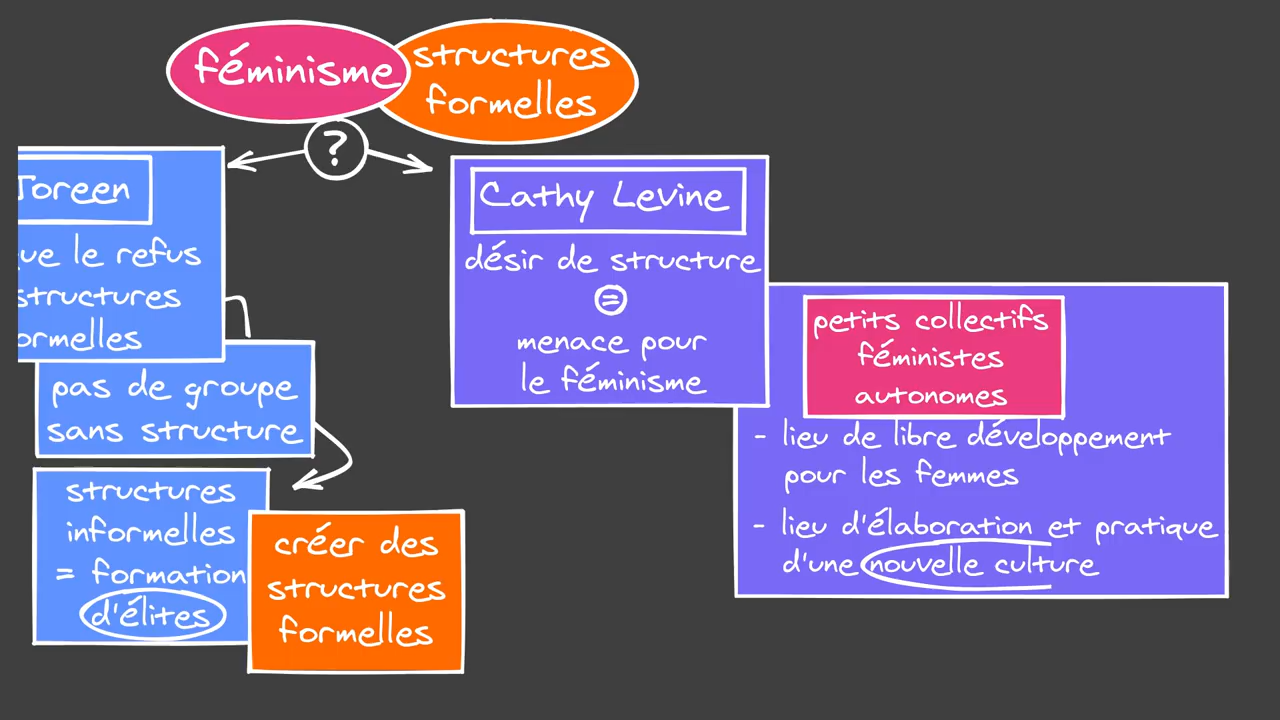 féminisme
structures
formelles
?
Joreen
que le refus
structures
formelles
pas de groupe
sans structure
structures
informelles
= formation
d'élites
créer des
structures
formelles
Cathy Levine
désir de structure
=
menace pour
le féminisme
petits collectifs
féministes
autonomes
- lieu de libre développement
pour les femmes
- lieu d'élaboration et pratique
d'une nouvelle culture